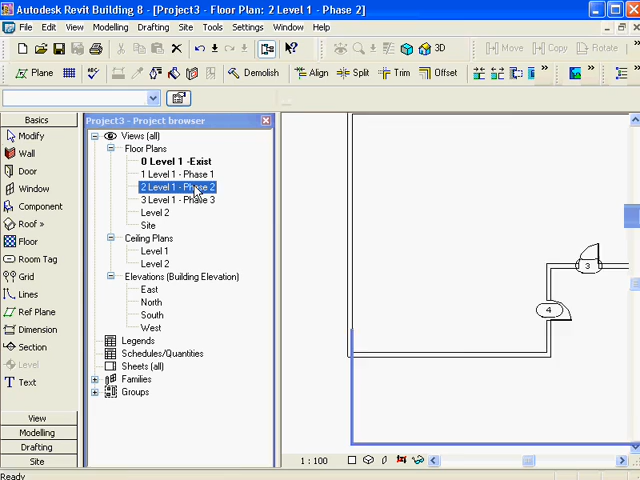 Autodesk Revit Building 8 - [Project3 - Floor Plan: 2 Level 1 - Phase 2]
File Edit View Modelling Drafting Site Tools Settings Window Help
3D Move Copy Rotate
Plane Demolish Align Split Trim Offset
Basics
Modify
Wall
Door
Window
Component
Roof »
Floor
Room Tag
Grid
Lines
Ref Plane
Dimension
Section
Level
Text
View
Modelling
Drafting
Site
Project3 - Project browser
Views (all)
Floor Plans
0 Level 1 -Exist
1 Level 1 - Phase 1
2 Level 1 - Phase 2
3 Level 1 - Phase 3
Level 2
Site
Ceiling Plans
Level 1
Level 2
Elevations (Building Elevation)
East
North
South
West
Legends
Schedules/Quantities
Sheets (all)
Families
Groups
3
4
1 : 100
Ready